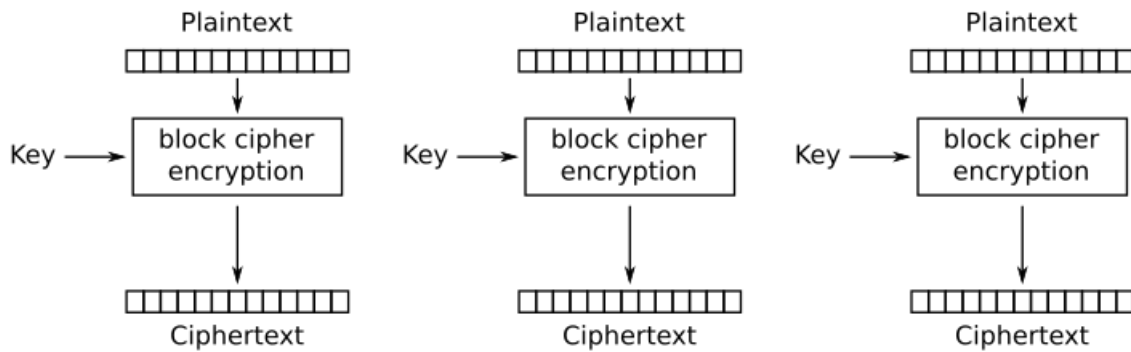 Plaintext
Plaintext
Plaintext
Key
block cipher
encryption
Key
block cipher
encryption
Key
block cipher
encryption
Ciphertext
Ciphertext
Ciphertext